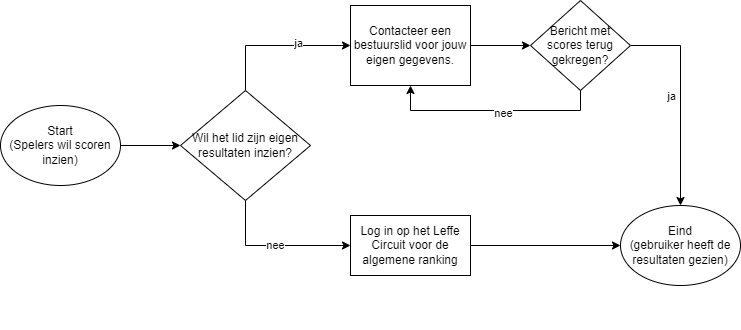 Start
(Spelers wil scoren
inzien)
Wil het lid zijn eigen
resultaten inzien?
ja
Contacteer een
bestuurslid voor jouw
eigen gegevens.
Bericht met
scores terug
gekregen?
nee
ja
nee
Log in op het Leffe
Circuit voor de
algemene ranking
Eind
(gebruiker heeft de
resultaten gezien)